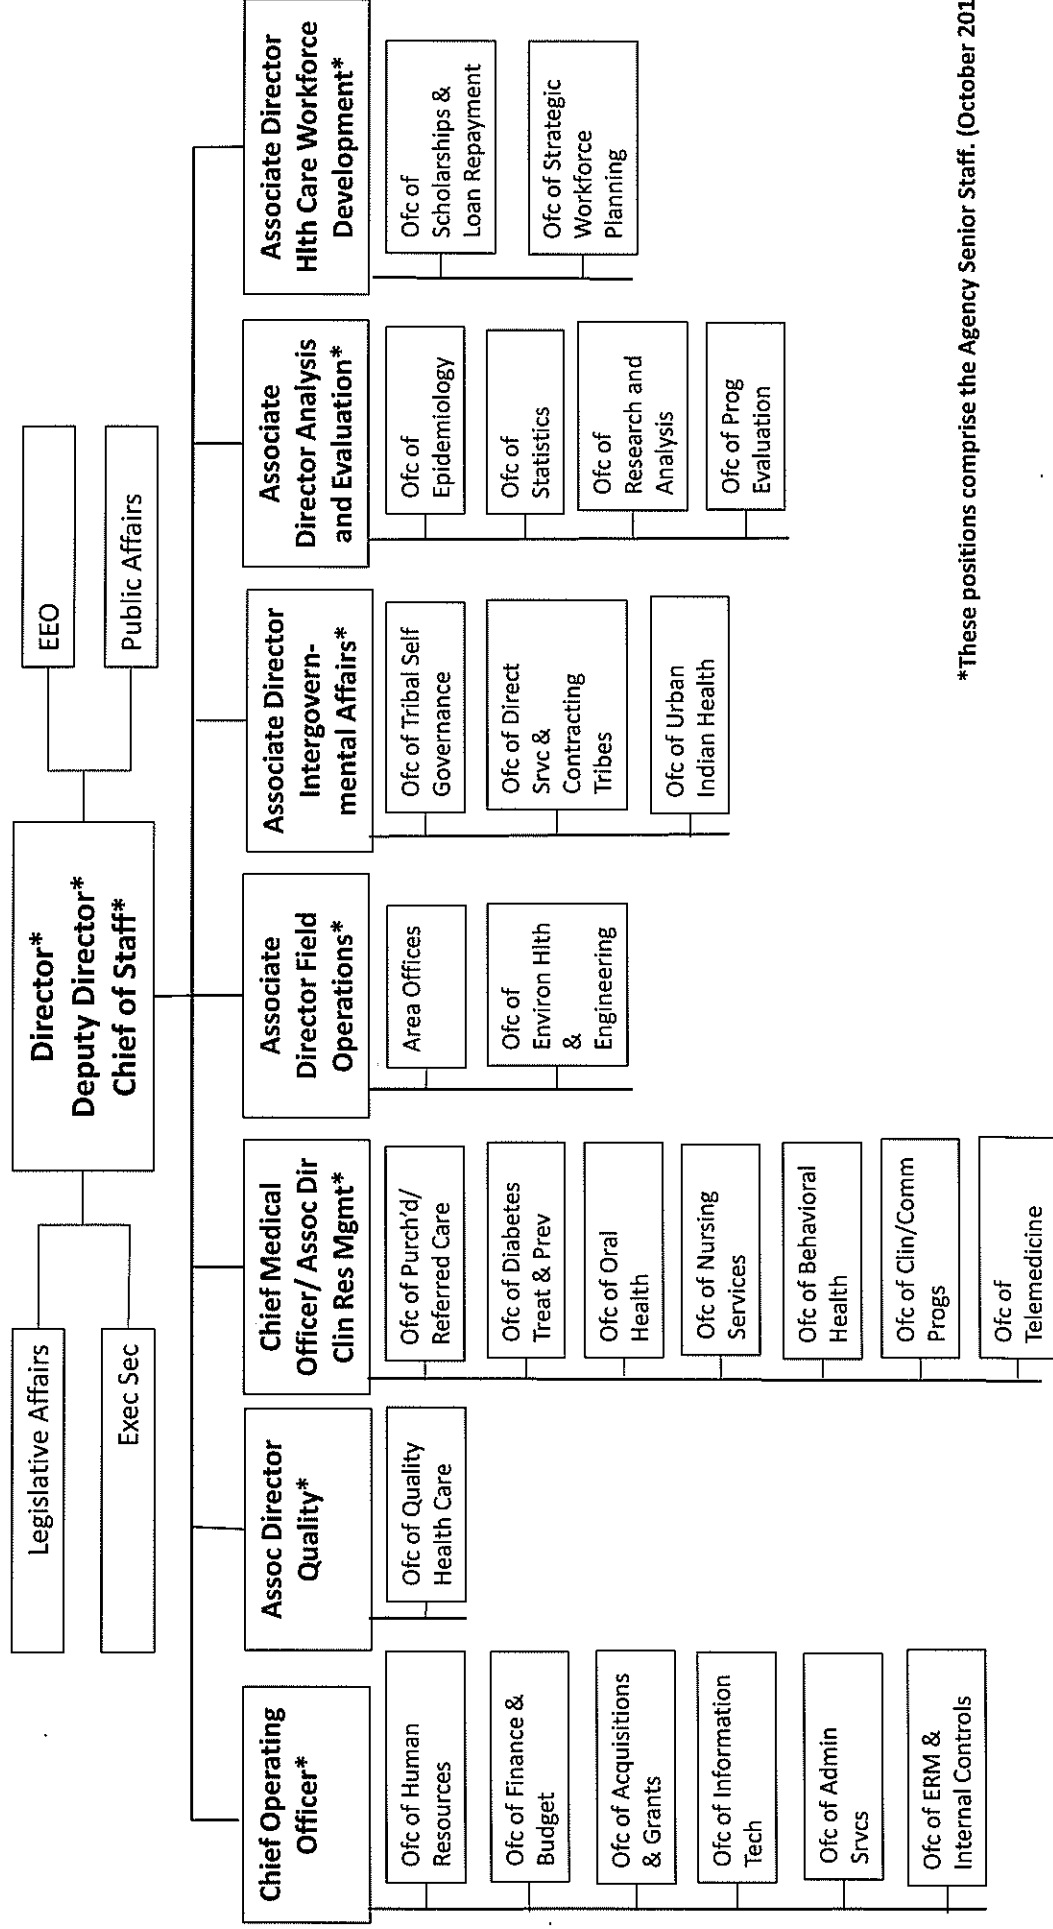 Director*
Deputy Director*
Chief of Staff*
Legislative Affairs
Exec Sec
EEO
Public Affairs
Chief Operating
Officer*
Ofc of Human
Resources
Ofc of Finance &
Budget
Ofc of Acquisitions
& Grants
Ofc of Information
Tech
Ofc of Admin
Srvcs
Ofc of ERM &
Internal Controls
Assoc Director
Quality*
Ofc of Quality
Health Care
Chief Medical
Officer/ Assoc Dir
Clin Res Mgmt*
Ofc of Purch'd/
Referred Care
Ofc of Diabetes
Treat & Prev
Ofc of Oral
Health
Ofc of Nursing
Services
Ofc of Behavioral
Health
Ofc of Clin/Comm
Progs
Ofc of
Telemedicine
Associate
Director Field
Operations*
Area Offices
Ofc of
Environ Hlth
&
Engineering
Associate Director
Intergovern-
mental Affairs*
Ofc of Tribal Self
Governance
Ofc of Direct
Srvc &
Contracting
Tribes
Ofc of Urban
Indian Health
Associate
Director Analysis
and Evaluation*
Ofc of
Epidemiology
Ofc of
Statistics
Ofc of
Research and
Analysis
Ofc of Prog
Evaluation
Associate Director
Hlth Care Workforce
Development*
Ofc of
Scholarships &
Loan Repayment
Ofc of Strategic
Workforce
Planning
*These positions comprise the Agency Senior Staff. (October 201